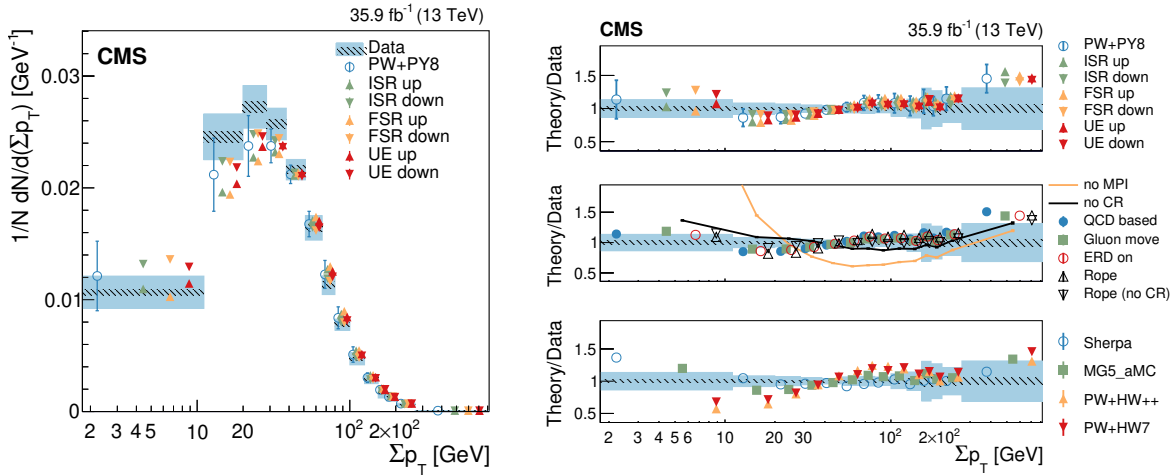 35.9 fb⁻¹ (13 TeV)
CMS
Data
PW+PY8
ISR up
ISR down
FSR up
FSR down
UE up
UE down
1/N dN/d(Σp_T) [GeV⁻¹]
0.03
0.02
0.01
0
2 3 4 5 10 20 10² 2×10²
Σp_T [GeV]
CMS 35.9 fb⁻¹ (13 TeV)
Theory/Data
1.5
1
0.5
PW+PY8
ISR up
ISR down
FSR up
FSR down
UE up
UE down
Theory/Data
1.5
1
0.5
no MPI
no CR
QCD based
Gluon move
ERD on
Rope
Rope (no CR)
Theory/Data
1.5
1
0.5
Sherpa
MG5_aMC
PW+HW++
PW+HW7
2 3 4 5 6 10 20 30 10² 2×10²
Σp_T [GeV]